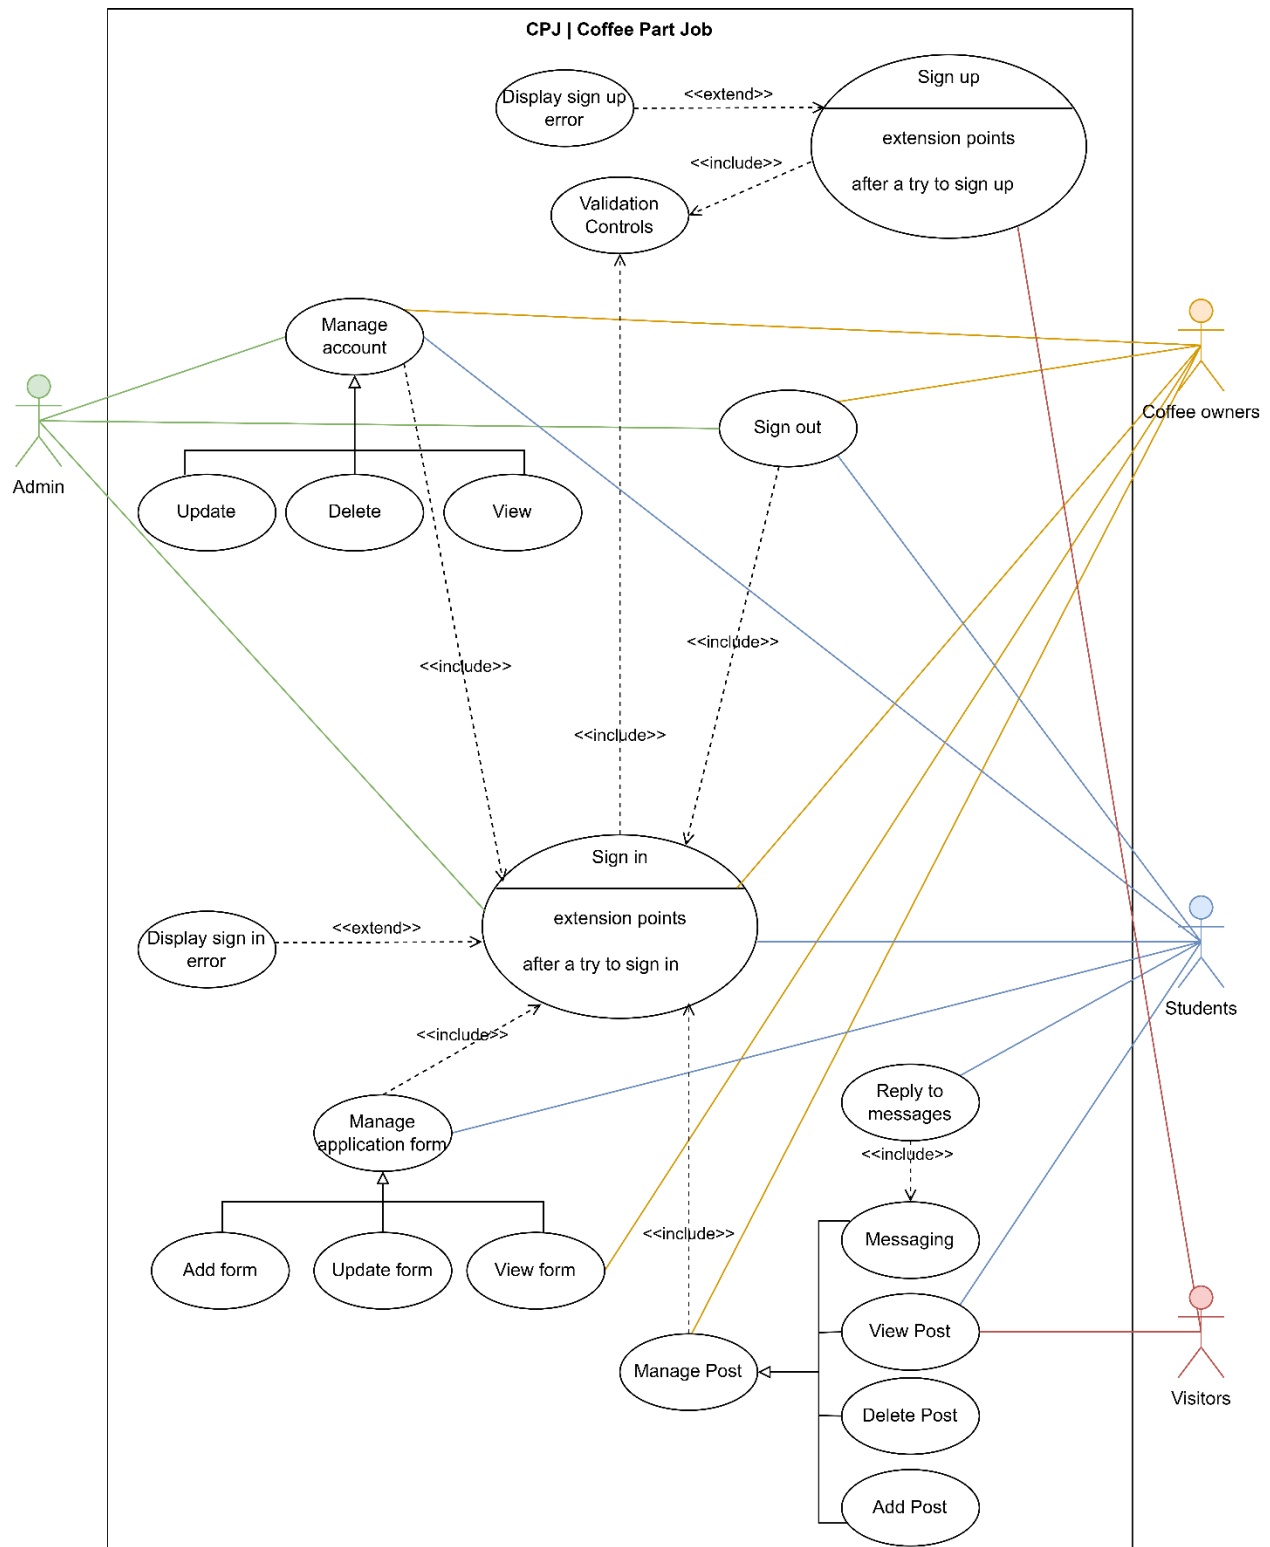 CPJ | Coffee Part Job
Sign up
Display sign up
error
<<extend>>
extension points
after a try to sign up
<<include>>
Validation
Controls
Manage
account
Coffee owners
Sign out
Admin
Update
Delete
View
<<include>>
<<include>>
<<include>>
Sign in
extension points
after a try to sign in
Display sign in
error
<<extend>>
Students
<<include>>
Manage
application form
Reply to
messages
<<include>>
Messaging
<<include>>
Add form
Update form
View form
View Post
Manage Post
Visitors
Delete Post
Add Post